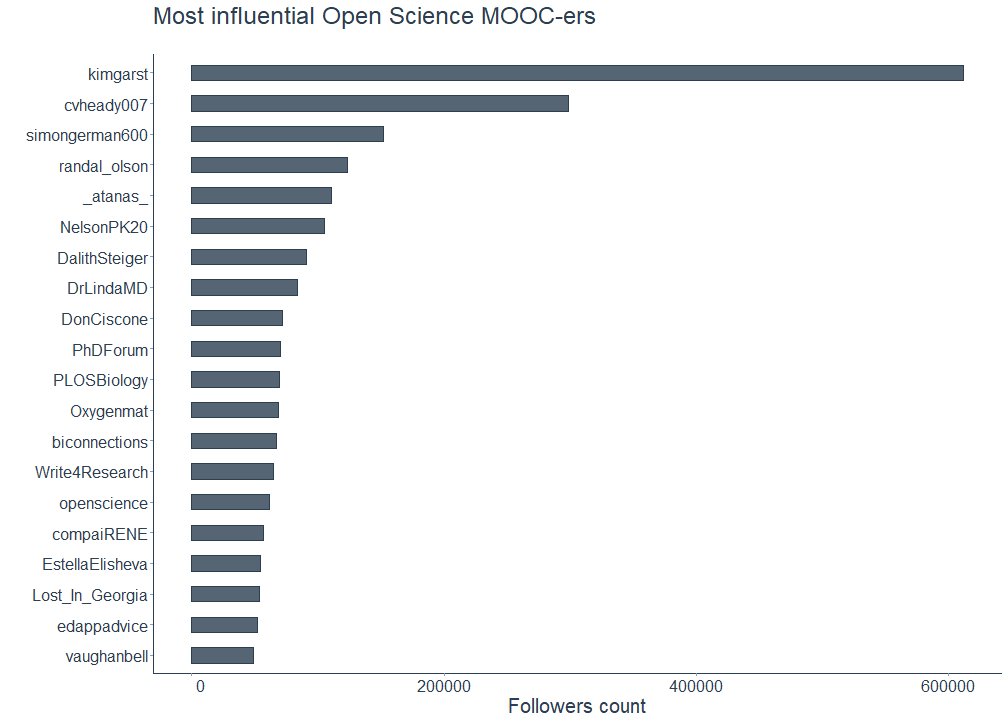 Most influential Open Science MOOC-ers
kimgarst
cvheady007
simongerman600
randal_olson
_atanas_
NelsonPK20
DalithSteiger
DrLindaMD
DonCiscone
PhDForum
PLOSBiology
Oxygenmat
biconnections
Write4Research
openscience
compaiRENE
EstellaElisheva
Lost_In_Georgia
edappadvice
vaughanbell
0 200000 400000 600000
Followers count